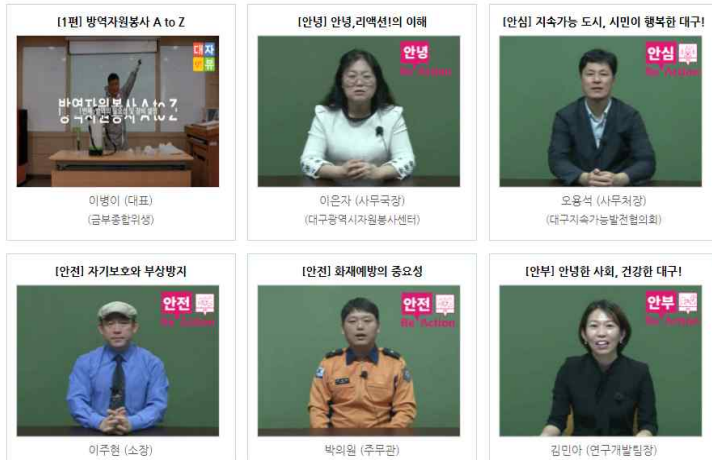 [1편] 방역자원봉사 A to Z
대자
뷰
방역자원봉사 A to Z
이병이 (대표)
(금부종합위생)
[안녕] 안녕,리액션!의 이해
안녕
Re'Action
이은자 (사무국장)
(대구광역시자원봉사센터)
[안심] 지속가능 도시, 시민이 행복한 대구!
안심
Re'Action
오용석 (사무처장)
(대구지속가능발전협의회)
[안전] 자기보호와 부상방지
안전
Re'Action
이주현 (소장)
[안전] 화재예방의 중요성
안전
Re'Action
박의원 (주무관)
[안부] 안녕한 사회, 건강한 대구!
안부
Re'Action
김민아 (연구개발팀장)